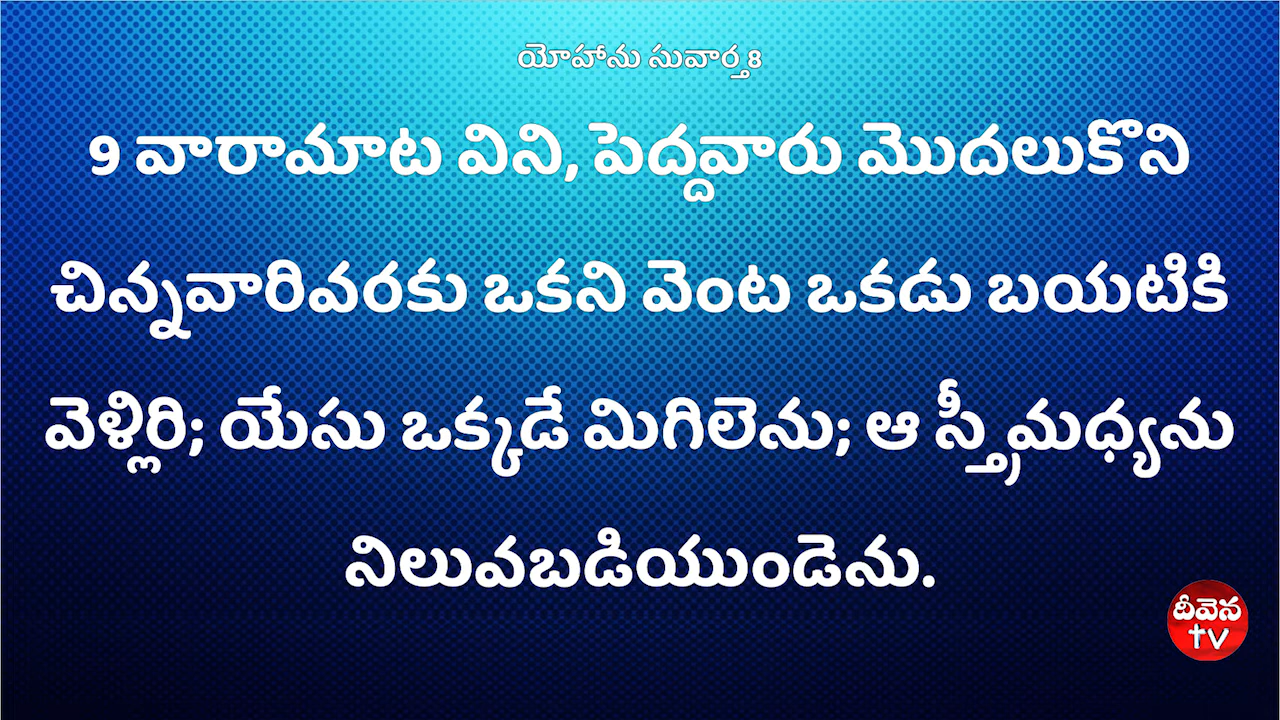 యోహాను సువార్త 8
9 వారామాట విని, పెద్దవారు మొదలుకొని
చిన్నవారివరకు ఒకని వెంట ఒకడు బయటికి
వెళ్లిరి; యేసు ఒక్కడే మిగిలెను; ఆ స్త్రీమధ్యను
నిలువబడియుండెను.
దీవెన
tv